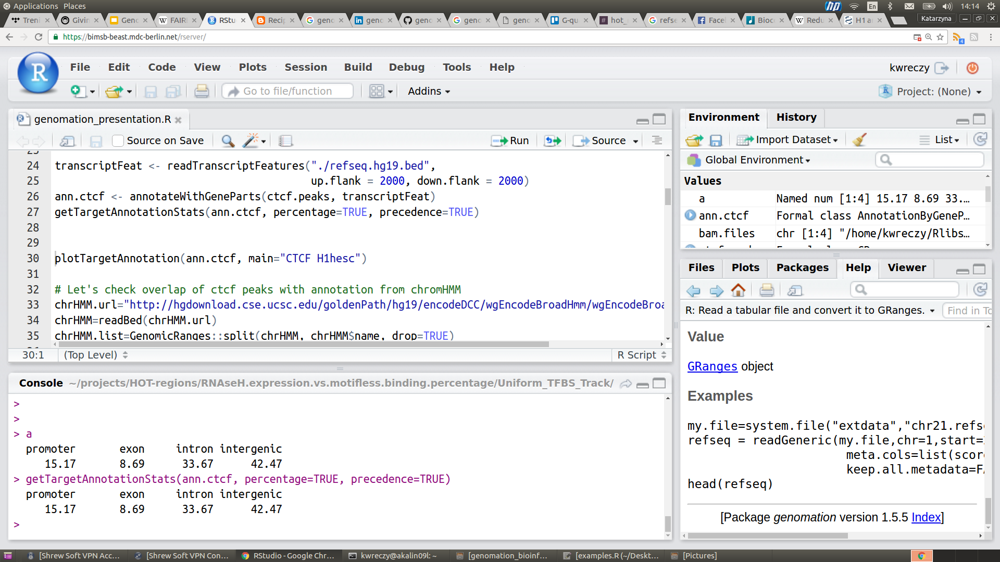 Applications Places
hp En 14:14
Treni Givin Geno FAIRI RStu Recip geno geno geno geno geno G-qu hot_ refse Facel Bioco Redu H1 ar Katarzyna
https://bimsb-beast.mdc-berlin.net/rserver/
4
R File Edit Code View Plots Session Build Debug Tools Help kwreczy
Go to file/function Addins Project: (None)
genomation_presentation.R
Source on Save Run Source
24 transcriptFeat <- readTranscriptFeatures("./refseq.hg19.bed",
25 up.flank = 2000, down.flank = 2000)
26 ann.ctcf <- annotateWithGeneParts(ctcf.peaks, transcriptFeat)
27 getTargetAnnotationStats(ann.ctcf, percentage=TRUE, precedence=TRUE)
28
29
30 plotTargetAnnotation(ann.ctcf, main="CTCF H1hesc")
31
32 # Let's check overlap of ctcf peaks with annotation from chromHMM
33 chrHMM.url="http://hgdownload.cse.ucsc.edu/goldenPath/hg19/encodeDCC/wgEncodeBroadHmm/wgEncodeBroa
34 chrHMM=readBed(chrHMM.url)
35 chrHMM.list=GenomicRanges::split(chrHMM, chrHMM$name, drop=TRUE)
30:1 (Top Level) R Script
Console ~/projects/HOT-regions/RNAseH.expression.vs.motifless.binding.percentage/Uniform_TFBS_Track/
>
>
> a
promoter exon intron intergenic
15.17 8.69 33.67 42.47
> getTargetAnnotationStats(ann.ctcf, percentage=TRUE, precedence=TRUE)
promoter exon intron intergenic
15.17 8.69 33.67 42.47
>
Environment History
Import Dataset List
Global Environment
Values
a Named num [1:4] 15.17 8.69 33.…
ann.ctcf Formal class AnnotationByGeneP…
bam.files chr [1:4] "/home/kwreczy/Rlibs…
Files Plots Packages Help Viewer
R: Read a tabular file and convert it to GRanges. Find in To
Value
GRanges object
Examples
my.file=system.file("extdata","chr21.refse
refseq = readGeneric(my.file,chr=1,start=
meta.cols=list(score
keep.all.metadata=FA
head(refseq)
[Package genomation version 1.5.5 Index]
[Shrew Soft VPN Acc... [Shrew Soft VPN Con... RStudio - Google Chr... kwreczy@akalin09l: ~ [genomation_bioinf... [examples.R (~/Deskt... [Pictures]